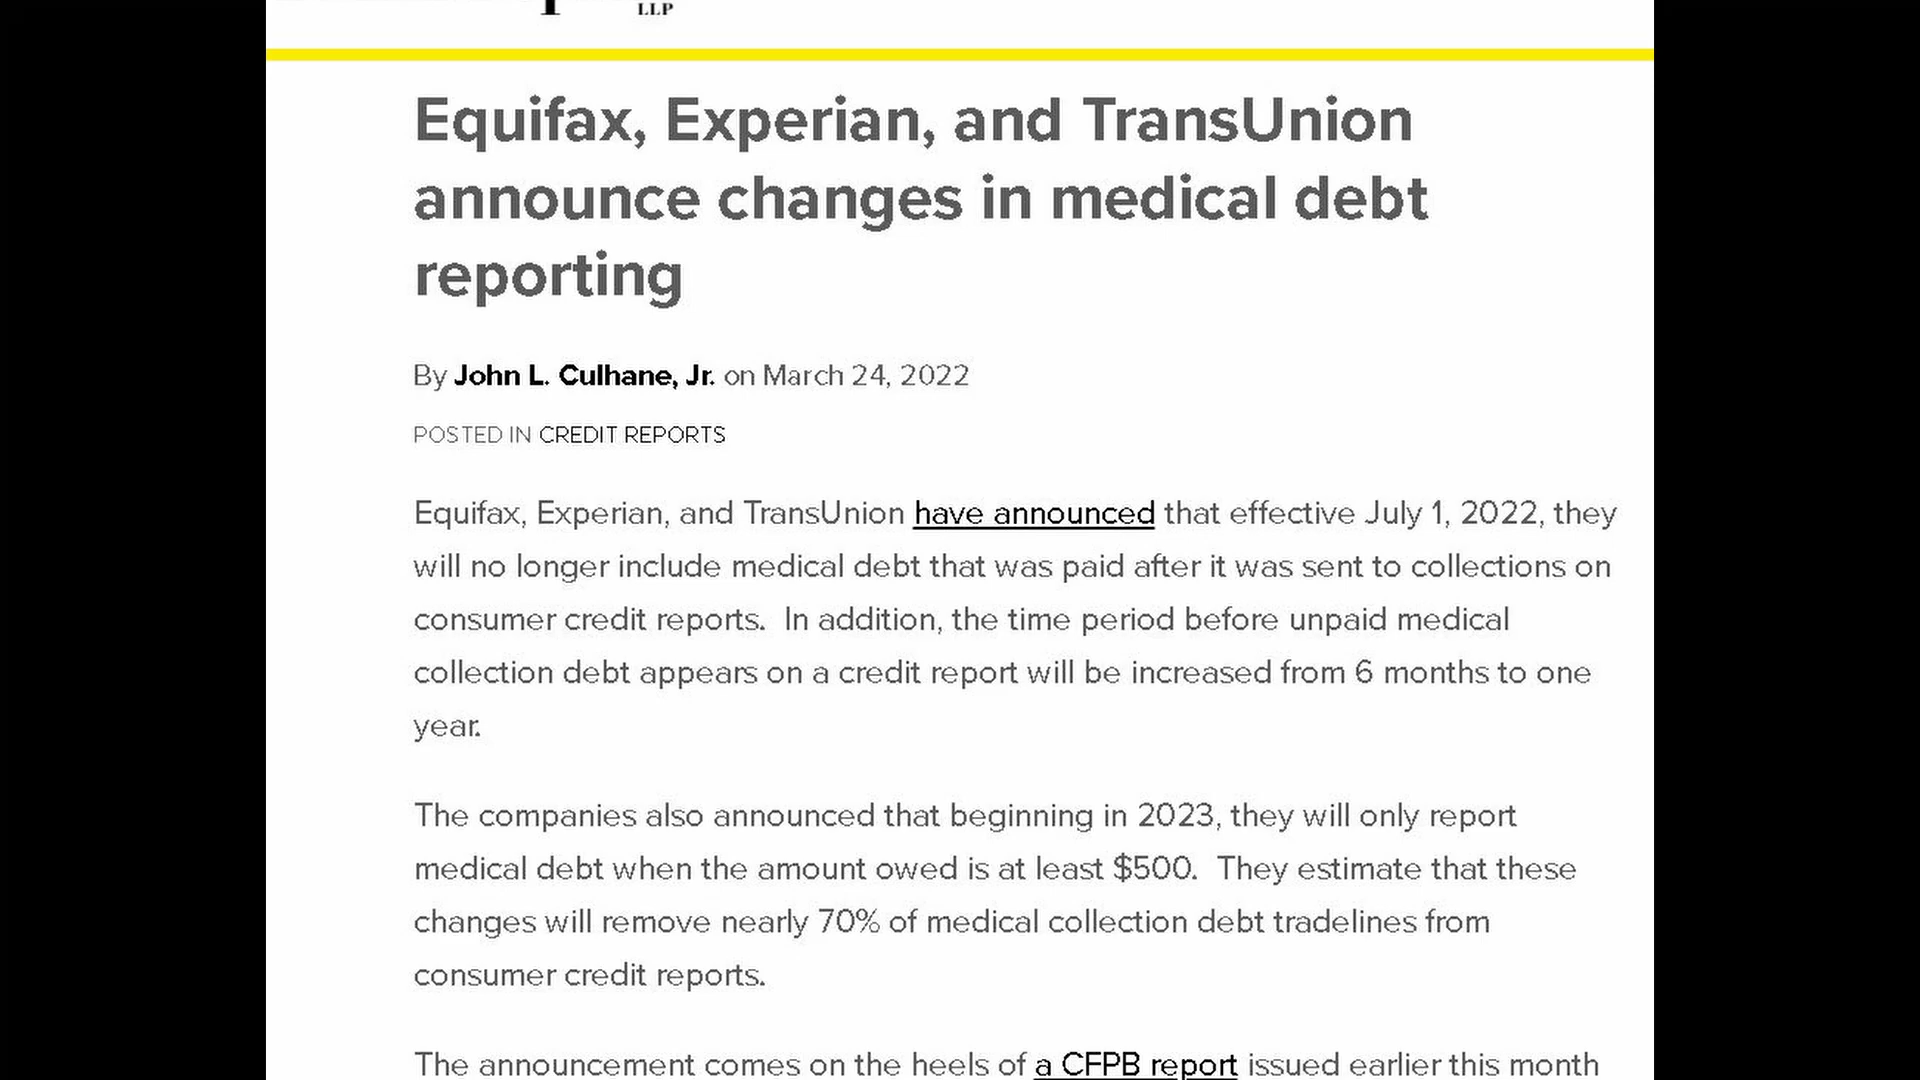 LLP
Equifax, Experian, and TransUnion
announce changes in medical debt
reporting
By John L. Culhane, Jr. on March 24, 2022
POSTED IN CREDIT REPORTS
Equifax, Experian, and TransUnion have announced that effective July 1, 2022, they
will no longer include medical debt that was paid after it was sent to collections on
consumer credit reports.  In addition, the time period before unpaid medical
collection debt appears on a credit report will be increased from 6 months to one
year.
The companies also announced that beginning in 2023, they will only report
medical debt when the amount owed is at least $500.  They estimate that these
changes will remove nearly 70% of medical collection debt tradelines from
consumer credit reports.
The announcement comes on the heels of a CFPB report issued earlier this month